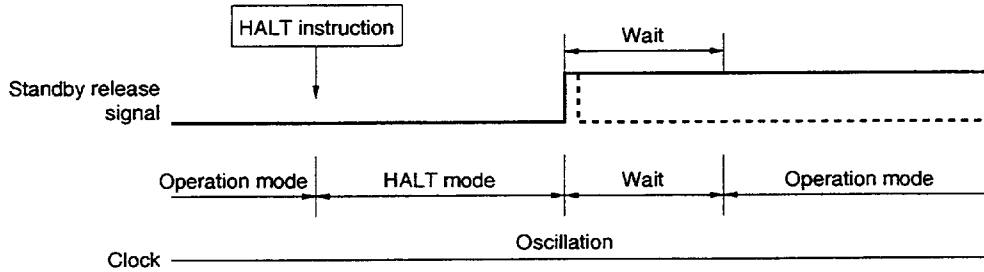 HALT instruction
Wait
Standby release
signal
Operation mode
HALT mode
Wait
Operation mode
Oscillation
Clock